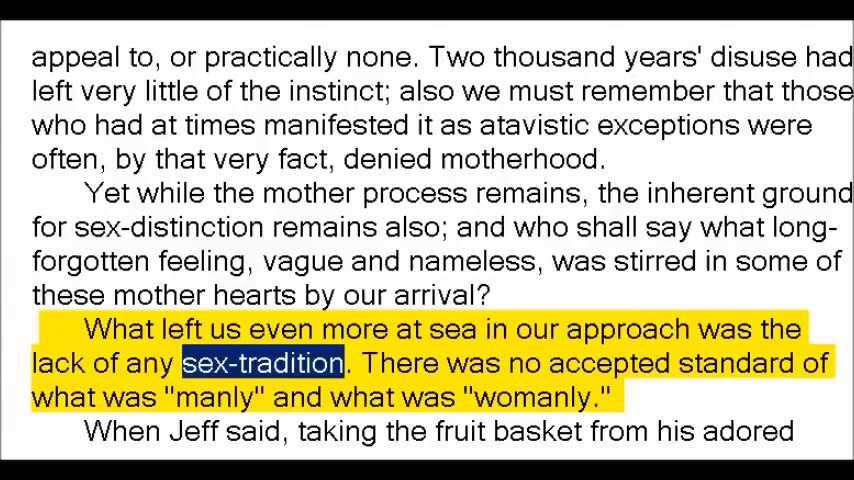 appeal to, or practically none. Two thousand years' disuse had
left very little of the instinct; also we must remember that those
who had at times manifested it as atavistic exceptions were
often, by that very fact, denied motherhood.
Yet while the mother process remains, the inherent ground
for sex-distinction remains also; and who shall say what long-
forgotten feeling, vague and nameless, was stirred in some of
these mother hearts by our arrival?
What left us even more at sea in our approach was the
lack of any sex-tradition. There was no accepted standard of
what was "manly" and what was "womanly."
When Jeff said, taking the fruit basket from his adored